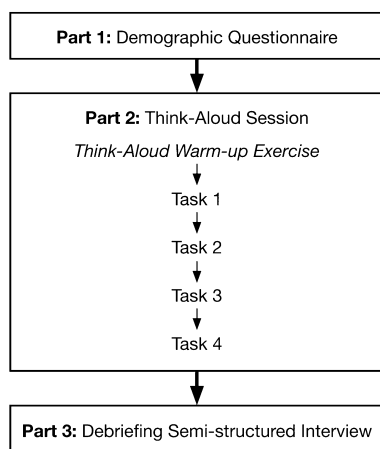 Part 1: Demographic Questionnaire
Part 2: Think-Aloud Session
Think-Aloud Warm-up Exercise
Task 1
Task 2
Task 3
Task 4
Part 3: Debriefing Semi-structured Interview